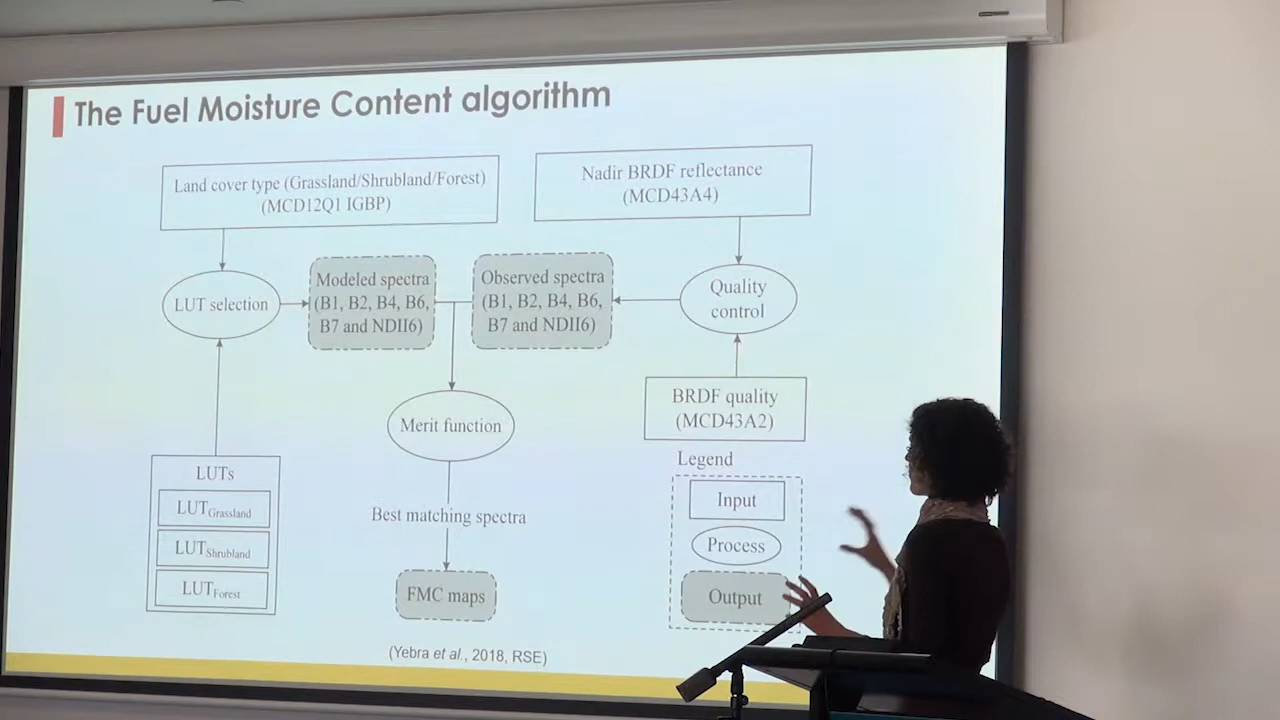 The Fuel Moisture Content algorithm
Land cover type (Grassland/Shrubland/Forest)
(MCD12Q1 IGBP)
Nadir BRDF reflectance
(MCD43A4)
LUT selection
Modeled spectra
(B1, B2, B4, B6,
B7 and NDII6)
Observed spectra
(B1, B2, B4, B6,
B7 and NDII6)
Quality
control
Merit function
BRDF quality
(MCD43A2)
LUTs
LUTGrassland
LUTShrubland
LUTForest
Best matching spectra
FMC maps
Legend
Input
Process
Output
(Yebra et al., 2018, RSE)